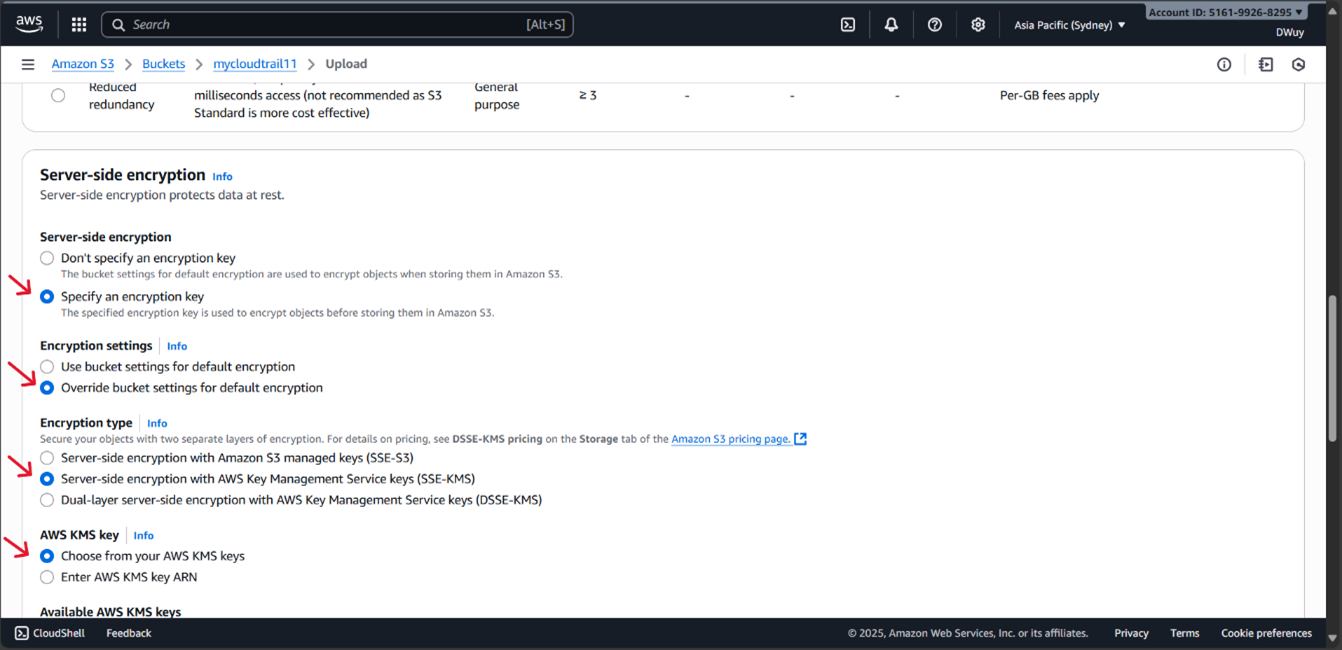 aws
Search [Alt+S]
Asia Pacific (Sydney)
Account ID: 5161-9926-8295
DWuy
Amazon S3 > Buckets > mycloudtrail11 > Upload
Reduced redundancy
milliseconds access (not recommended as S3 Standard is more cost effective)
General purpose
≥ 3
-
-
-
Per-GB fees apply
Server-side encryption Info
Server-side encryption protects data at rest.
Server-side encryption
Don't specify an encryption key
The bucket settings for default encryption are used to encrypt objects when storing them in Amazon S3.
Specify an encryption key
The specified encryption key is used to encrypt objects before storing them in Amazon S3.
Encryption settings Info
Use bucket settings for default encryption
Override bucket settings for default encryption
Encryption type Info
Secure your objects with two separate layers of encryption. For details on pricing, see DSSE-KMS pricing on the Storage tab of the Amazon S3 pricing page.
Server-side encryption with Amazon S3 managed keys (SSE-S3)
Server-side encryption with AWS Key Management Service keys (SSE-KMS)
Dual-layer server-side encryption with AWS Key Management Service keys (DSSE-KMS)
AWS KMS key Info
Choose from your AWS KMS keys
Enter AWS KMS key ARN
Available AWS KMS keys
CloudShell Feedback © 2025, Amazon Web Services, Inc. or its affiliates. Privacy Terms Cookie preferences